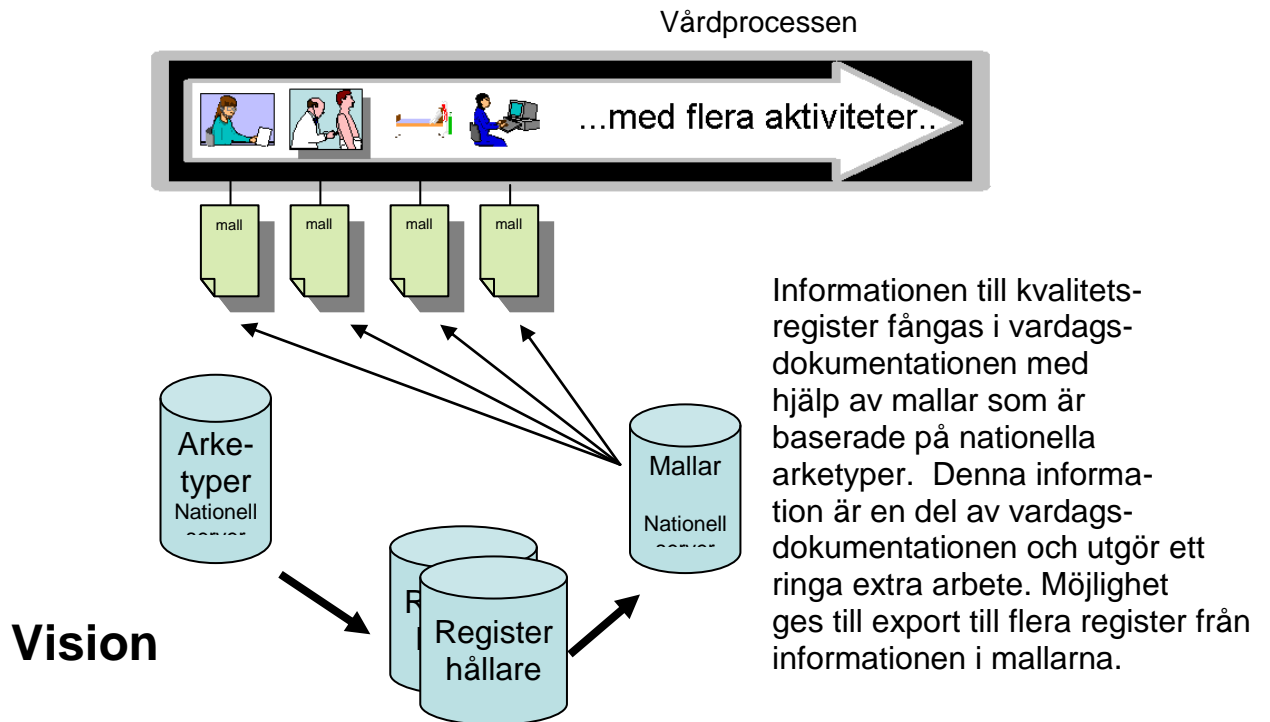 Vårdprocessen
...med flera aktiviteter..
mall
mall
mall
mall
Informationen till kvalitets-
register fångas i vardags-
dokumentationen med
hjälp av mallar som är
baserade på nationella
arketyper.  Denna informa-
tion är en del av vardags-
dokumentationen och utgör ett
ringa extra arbete. Möjlighet
ges till export till flera register från
informationen i mallarna.
Arke-
typer
Nationell
server
Mallar
Nationell
server
Register
hållare
Vision